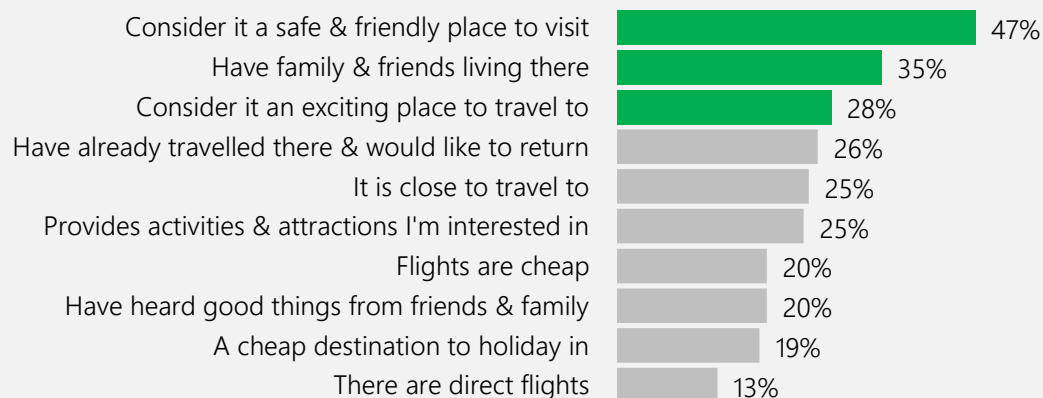 Consider it a safe & friendly place to visit 47%
Have family & friends living there 35%
Consider it an exciting place to travel to 28%
Have already travelled there & would like to return 26%
It is close to travel to 25%
Provides activities & attractions I'm interested in 25%
Flights are cheap 20%
Have heard good things from friends & family 20%
A cheap destination to holiday in 19%
There are direct flights 13%